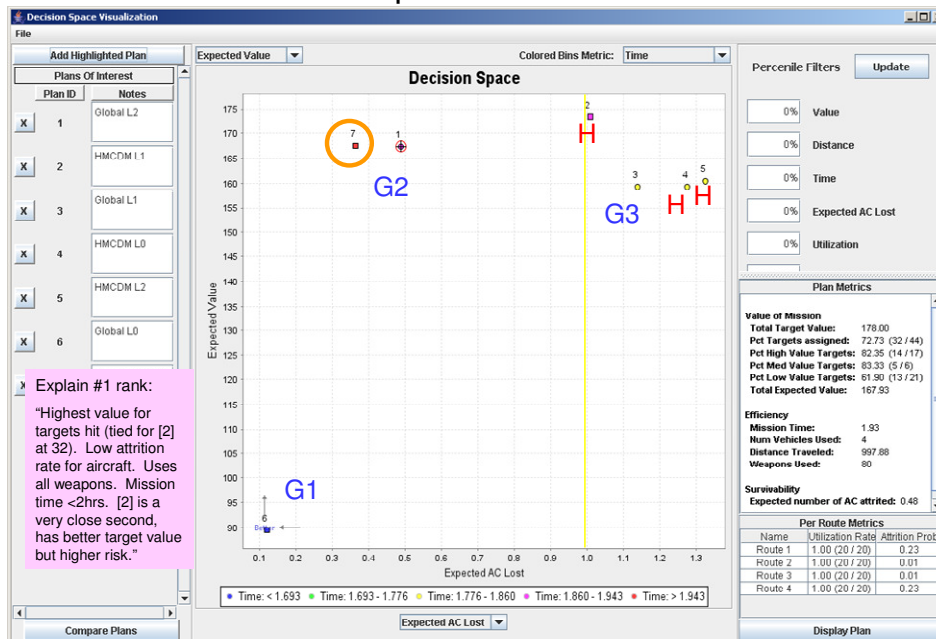 Decision Space Visualization
File
Add Highlighted Plan
Plans Of Interest
Plan ID
Notes
X 1 Global L2
X 2 HMCDM L1
X 3 Global L1
X 4 HMCDM L0
X 5 HMCDM L2
X 6 Global L0
Explain #1 rank:
“Highest value for
targets hit (tied for [2]
at 32). Low attrition
rate for aircraft. Uses
all weapons. Mission
time <2hrs. [2] is a
very close second,
has better target value
but higher risk.”
Compare Plans
Expected Value
Colored Bins Metric: Time
Decision Space
Expected Value
175
170
165
160
155
150
145
140
135
130
125
120
115
110
105
100
95
90
7
1
2
3
4
5
6
G2
H
G3
H
H
G1
0.1 0.2 0.3 0.4 0.5 0.6 0.7 0.8 0.9 1.0 1.1 1.2 1.3
Expected AC Lost
Time: < 1.693 Time: 1.693 - 1.776 Time: 1.776 - 1.860 Time: 1.860 - 1.943 Time: > 1.943
Expected AC Lost
Percenile Filters
Update
0% Value
0% Distance
0% Time
0% Expected AC Lost
0% Utilization
Plan Metrics
Value of Mission
Total Target Value: 178.00
Pct Targets assigned: 72.73 (32 / 44)
Pct High Value Targets: 82.35 (14 / 17)
Pct Med Value Targets: 83.33 (5 / 6)
Pct Low Value Targets: 61.90 (13 / 21)
Total Expected Value: 167.93
Efficiency
Mission Time: 1.93
Num Vehicles Used: 4
Distance Traveled: 997.88
Weapons Used: 80
Survivability
Expected number of AC attrited: 0.48
Per Route Metrics
Name Utilization Rate Attrition Prob
Route 1 1.00 (20 / 20) 0.23
Route 2 1.00 (20 / 20) 0.01
Route 3 1.00 (20 / 20) 0.01
Route 4 1.00 (20 / 20) 0.23
Display Plan